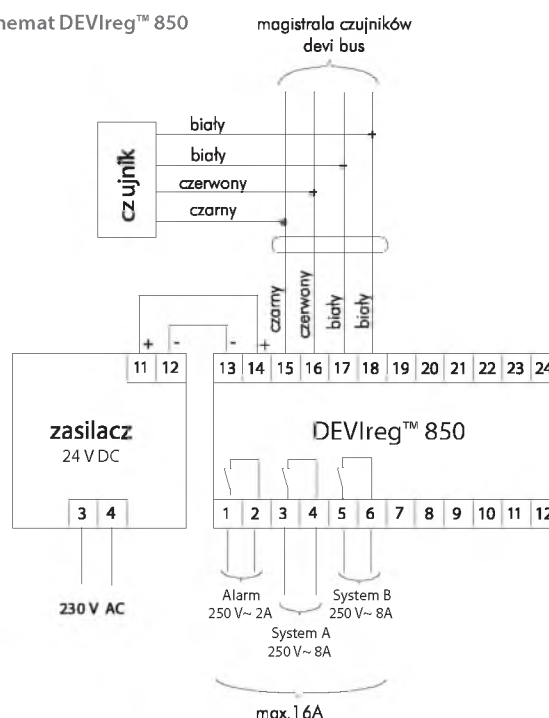 hemat DEVIreg™ 850
magistrala czujników
devi bus
biały
biały
czerwony
czarny
czujnik
czarny
czerwony
biały
biały
+ - - +
11 12 13 14 15 16 17 18 19 20 21 22 23 24
zasilacz
24 V DC
DEVIreg™ 850
3 4 1 2 3 4 5 6 7 8 9 10 11 12
230 V AC
Alarm
250 V~ 2A
System B
250 V~ 8A
System A
250 V~ 8A
max.16A